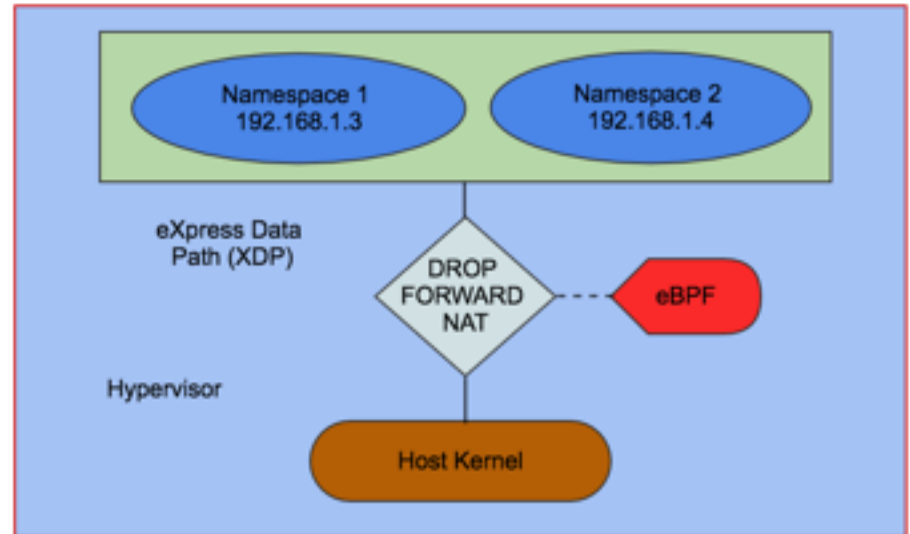 Namespace 1
192.168.1.3
Namespace 2
192.168.1.4
eXpress Data
Path (XDP)
DROP
FORWARD
NAT
eBPF
Hypervisor
Host Kernel